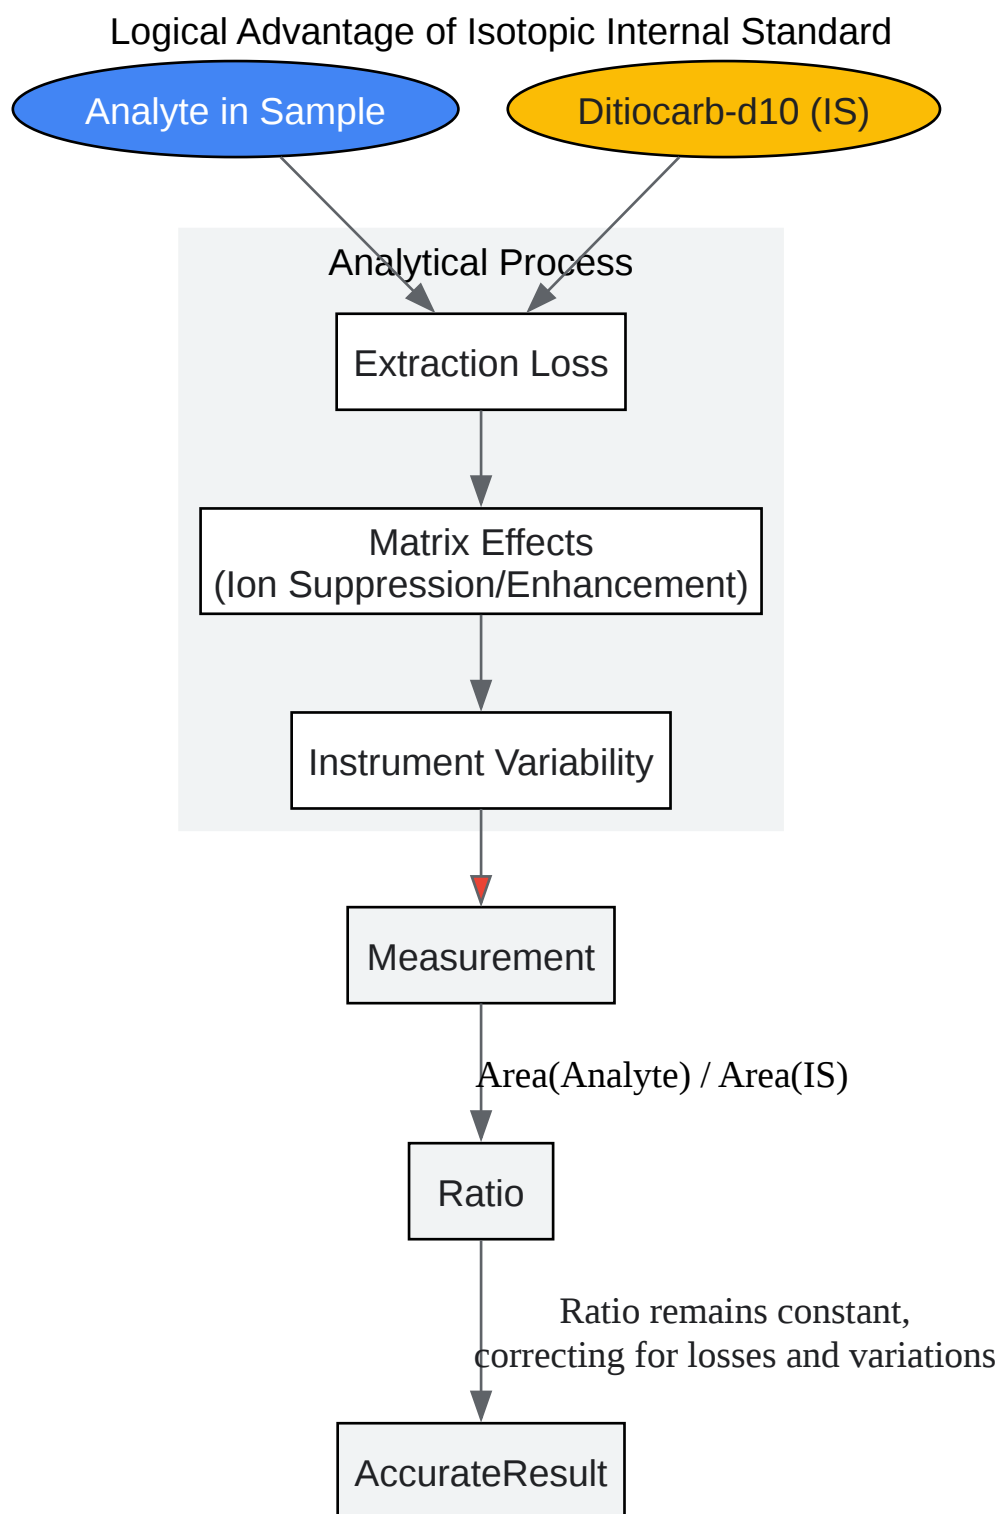 Logical Advantage of Isotopic Internal Standard
Analyte in Sample
Ditiocarb-d10 (IS)
Analytical Process
Extraction Loss
Matrix Effects
(Ion Suppression/Enhancement)
Instrument Variability
Measurement
Area(Analyte) / Area(IS)
Ratio
Ratio remains constant,
correcting for losses and variations
AccurateResult